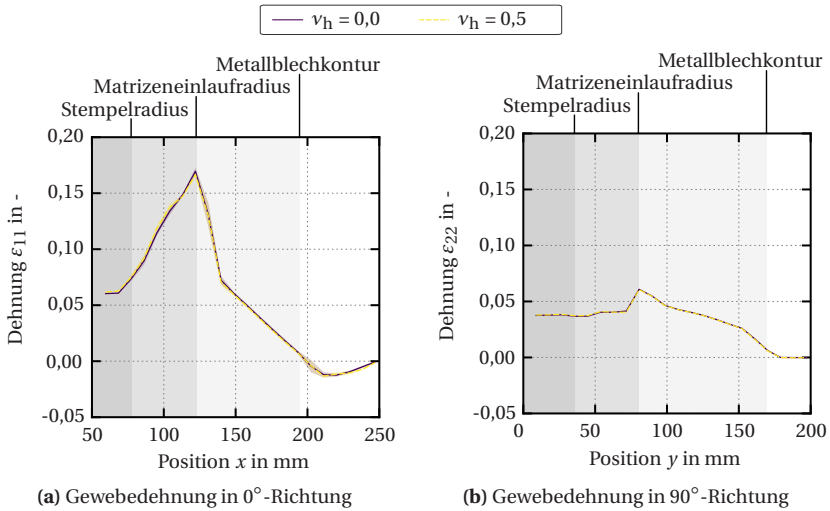 ν_h = 0,0 ν_h = 0,5
Metallblechkontur
Matrizeneinlaufradius
Stempelradius
0,20
0,15
0,10
0,05
0,00
-0,05
Dehnung ε₁₁ in -
50 100 150 200 250
Position x in mm
(a) Gewebedehnung in 0°-Richtung
Metallblechkontur
Matrizeneinlaufradius
Stempelradius
0,20
0,15
0,10
0,05
0,00
-0,05
Dehnung ε₂₂ in -
0 50 100 150 200
Position y in mm
(b) Gewebedehnung in 90°-Richtung